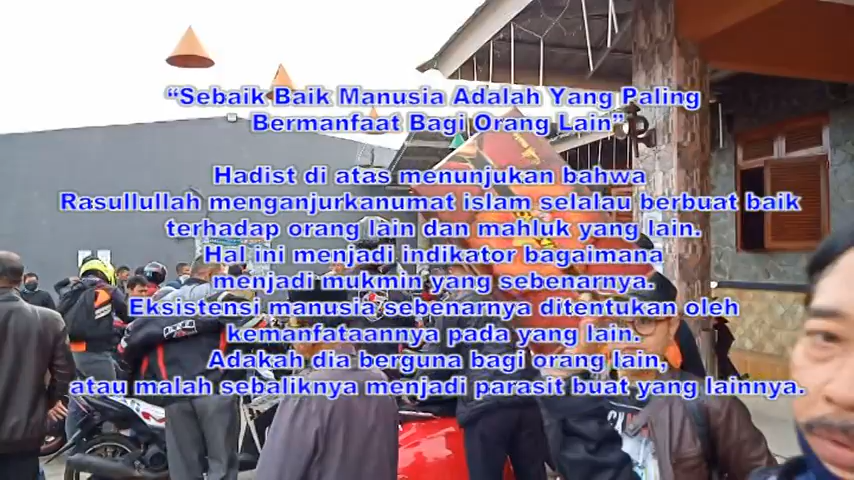 “Sebaik Baik Manusia Adalah Yang Paling
Bermanfaat Bagi Orang Lain”
Hadist di atas menunjukan bahwa
Rasullullah menganjurkanumat islam selalau berbuat baik
terhadap orang lain dan mahluk yang lain.
Hal ini menjadi indikator bagaimana
menjadi mukmin yang sebenarnya.
Eksistensi manusia sebenarnya ditentukan oleh
kemanfataannya pada yang lain.
Adakah dia berguna bagi orang lain,
atau malah sebaliknya menjadi parasit buat yang lainnya.